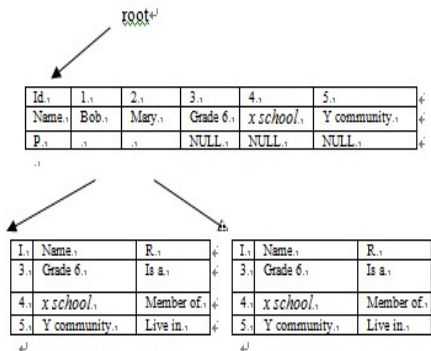 root
Id. 1. 2. 3. 4. 5.
Name. Bob. Mary. Grade 6. x school. Y community.
P. . . NULL. NULL. NULL.
I. Name. R.
3. Grade 6. Is a.
4. x school. Member of.
5. Y community. Live in.
I. Name. R.
3. Grade 6. Is a.
4. x school. Member of.
5. Y community. Live in.